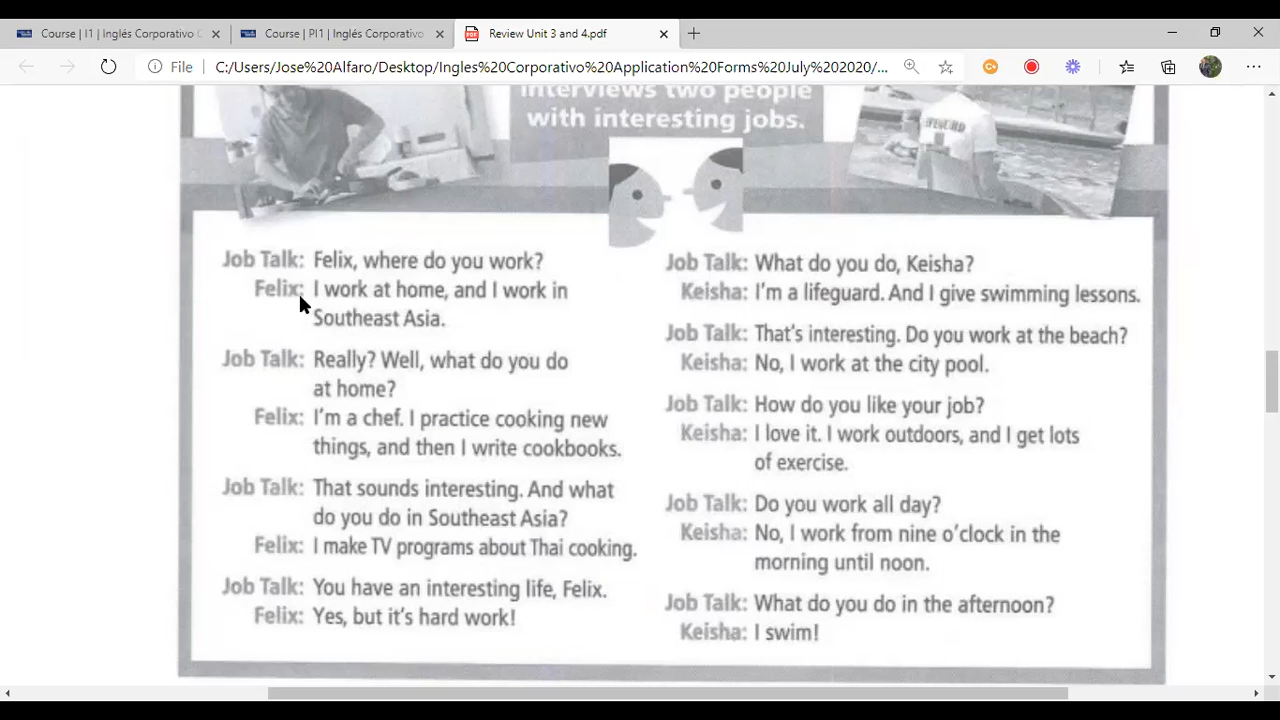 Course | I1 | Inglés Corporativo C
Course | PI1 | Inglés Corporativo
Review Unit 3 and 4.pdf
File
C:/Users/Jose%20Alfaro/Desktop/Ingles%20Corporativo%20Application%20Forms%20July%202020/...
interviews two people
with interesting jobs.
Job Talk: Felix, where do you work?
Felix: I work at home, and I work in
Southeast Asia.
Job Talk: Really? Well, what do you do
at home?
Felix: I'm a chef. I practice cooking new
things, and then I write cookbooks.
Job Talk: That sounds interesting. And what
do you do in Southeast Asia?
Felix: I make TV programs about Thai cooking.
Job Talk: You have an interesting life, Felix.
Felix: Yes, but it's hard work!
Job Talk: What do you do, Keisha?
Keisha: I'm a lifeguard. And I give swimming lessons.
Job Talk: That's interesting. Do you work at the beach?
Keisha: No, I work at the city pool.
Job Talk: How do you like your job?
Keisha: I love it. I work outdoors, and I get lots
of exercise.
Job Talk: Do you work all day?
Keisha: No, I work from nine o'clock in the
morning until noon.
Job Talk: What do you do in the afternoon?
Keisha: I swim!